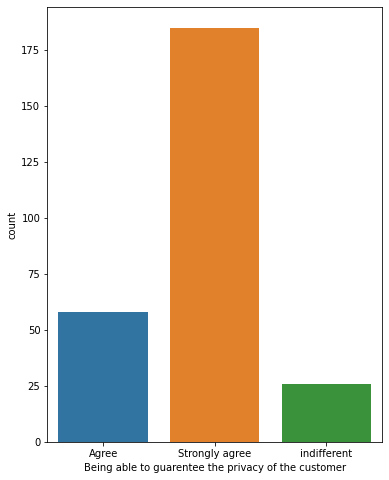 175
150
125
100
75
50
25
0
count
Agree
Strongly agree
indifferent
Being able to guarentee the privacy of the customer